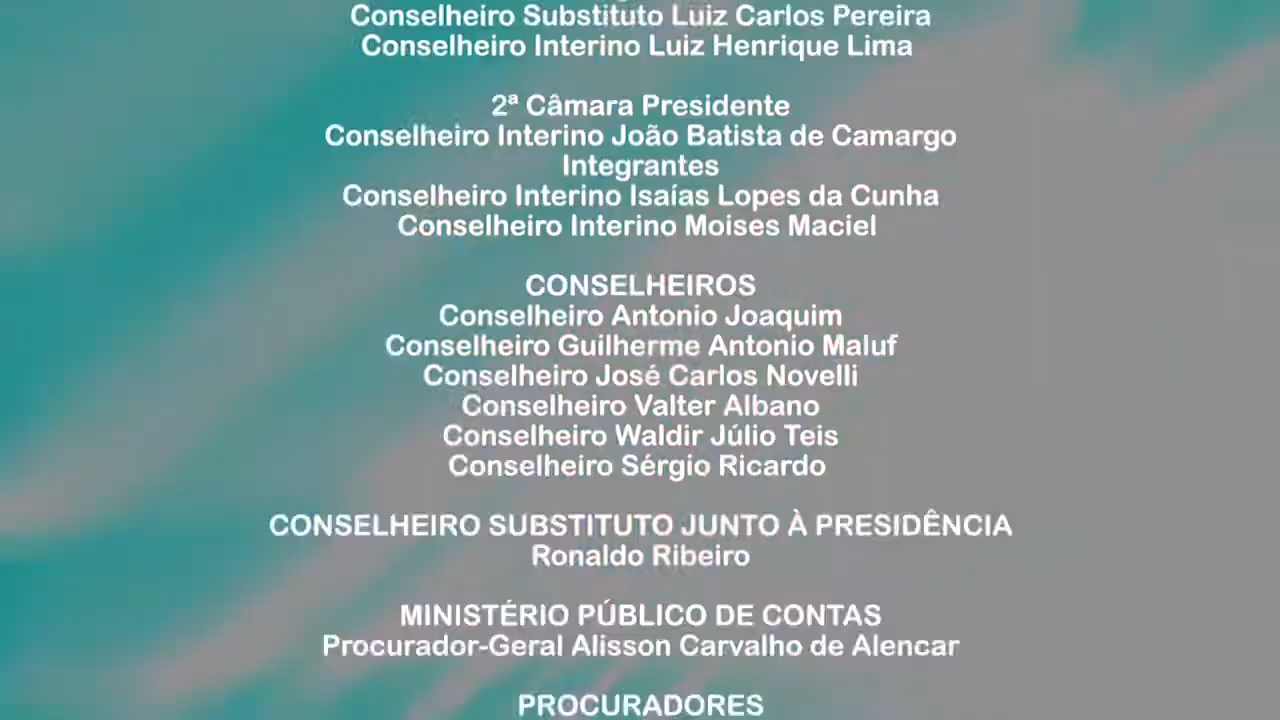 Conselheiro Substituto Luiz Carlos Pereira
Conselheiro Interino Luiz Henrique Lima
2ª Câmara Presidente
Conselheiro Interino João Batista de Camargo
Integrantes
Conselheiro Interino Isaías Lopes da Cunha
Conselheiro Interino Moises Maciel
CONSELHEIROS
Conselheiro Antonio Joaquim
Conselheiro Guilherme Antonio Maluf
Conselheiro José Carlos Novelli
Conselheiro Valter Albano
Conselheiro Waldir Júlio Teis
Conselheiro Sérgio Ricardo
CONSELHEIRO SUBSTITUTO JUNTO À PRESIDÊNCIA
Ronaldo Ribeiro
MINISTÉRIO PÚBLICO DE CONTAS
Procurador-Geral Alisson Carvalho de Alencar
PROCURADORES